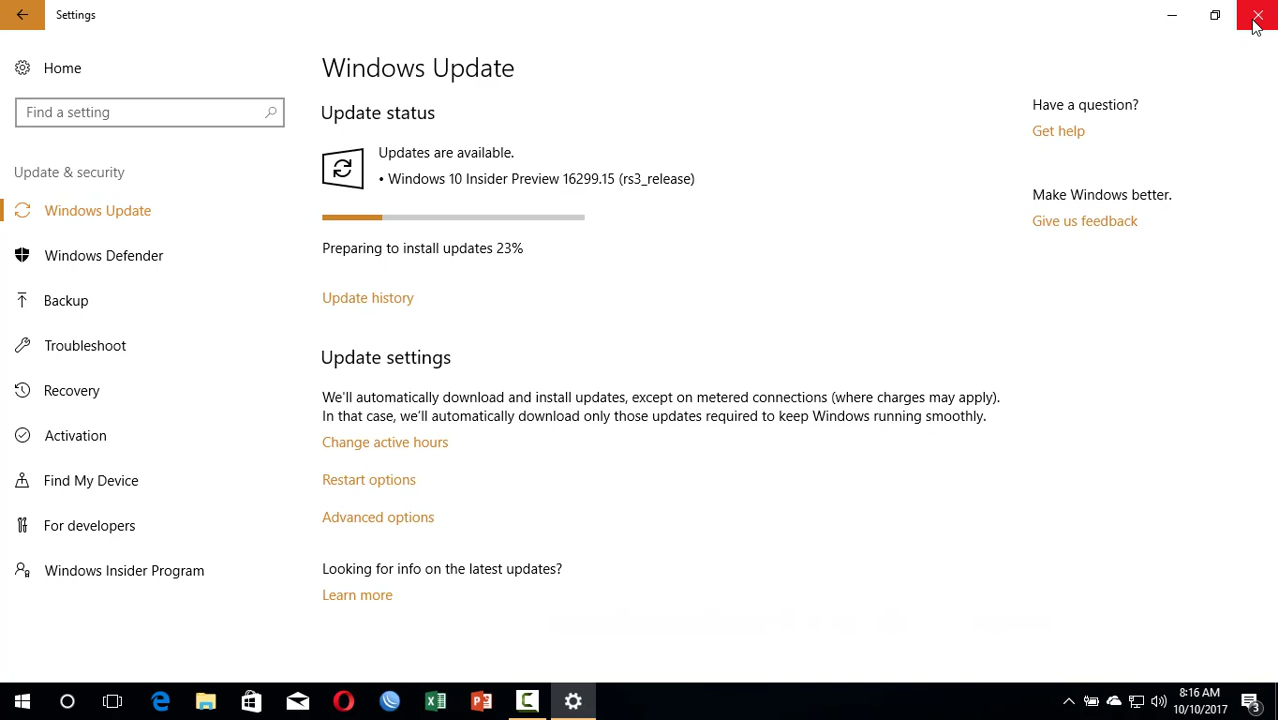 Settings
Home
Find a setting
Update & security
Windows Update
Windows Defender
Backup
Troubleshoot
Recovery
Activation
Find My Device
For developers
Windows Insider Program
Windows Update
Update status
Updates are available.
• Windows 10 Insider Preview 16299.15 (rs3_release)
Preparing to install updates 23%
Update history
Update settings
We'll automatically download and install updates, except on metered connections (where charges may apply).
In that case, we'll automatically download only those updates required to keep Windows running smoothly.
Change active hours
Restart options
Advanced options
Looking for info on the latest updates?
Learn more
Have a question?
Get help
Make Windows better.
Give us feedback
8:16 AM
10/10/2017
3